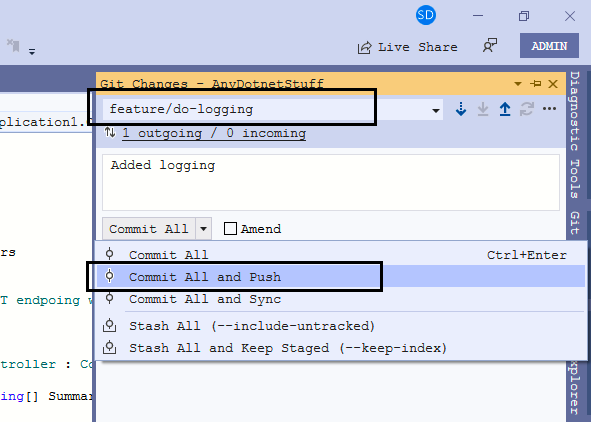 SD
Live Share
ADMIN
Git Changes - AnyDotnetStuff
feature/do-logging
plication1.
1 outgoing / 0 incoming
Added logging
Commit All
Amend
Commit All Ctrl+Enter
rs
Commit All and Push
T endpoing w
Commit All and Sync
Stash All (--include-untracked)
Stash All and Keep Staged (--keep-index)
troller : Co
ing[] Summar
Diagnostic Tools
Git
xplorer